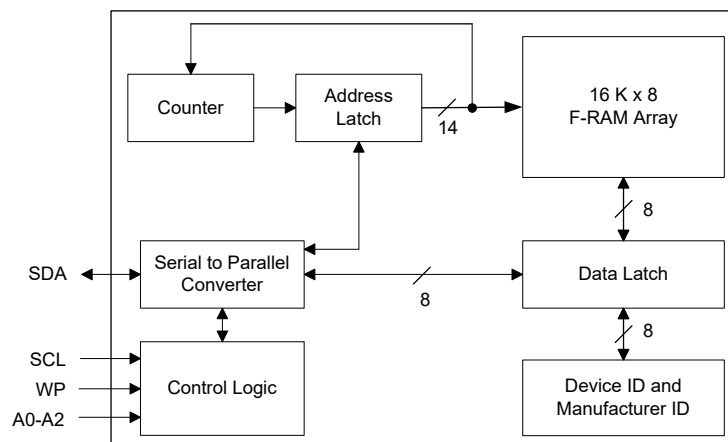 Counter
Address
Latch
14
16 K x 8
F-RAM Array
8
SDA
Serial to Parallel
Converter
8
Data Latch
8
SCL
WP
A0-A2
Control Logic
Device ID and
Manufacturer ID